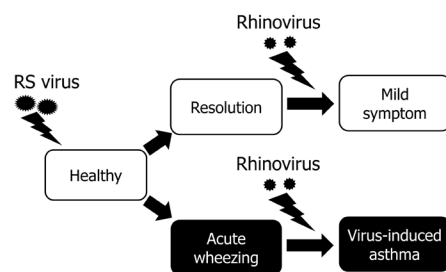 Rhinovirus
RS virus
Resolution
Mild
symptom
Healthy
Rhinovirus
Acute
wheezing
Virus-induced
asthma